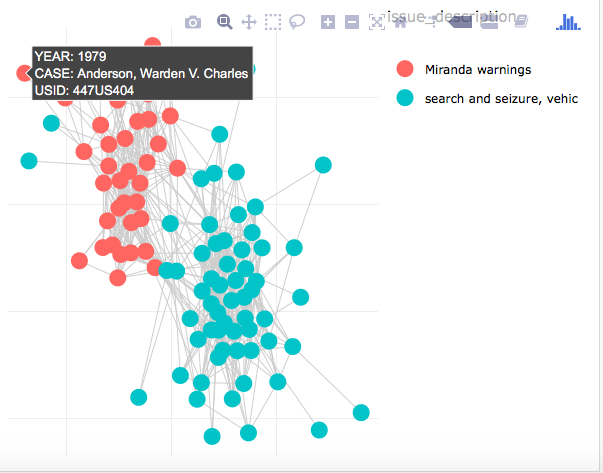 issue_description
YEAR: 1979
CASE: Anderson, Warden V. Charles
USID: 447US404
Miranda warnings
search and seizure, vehic